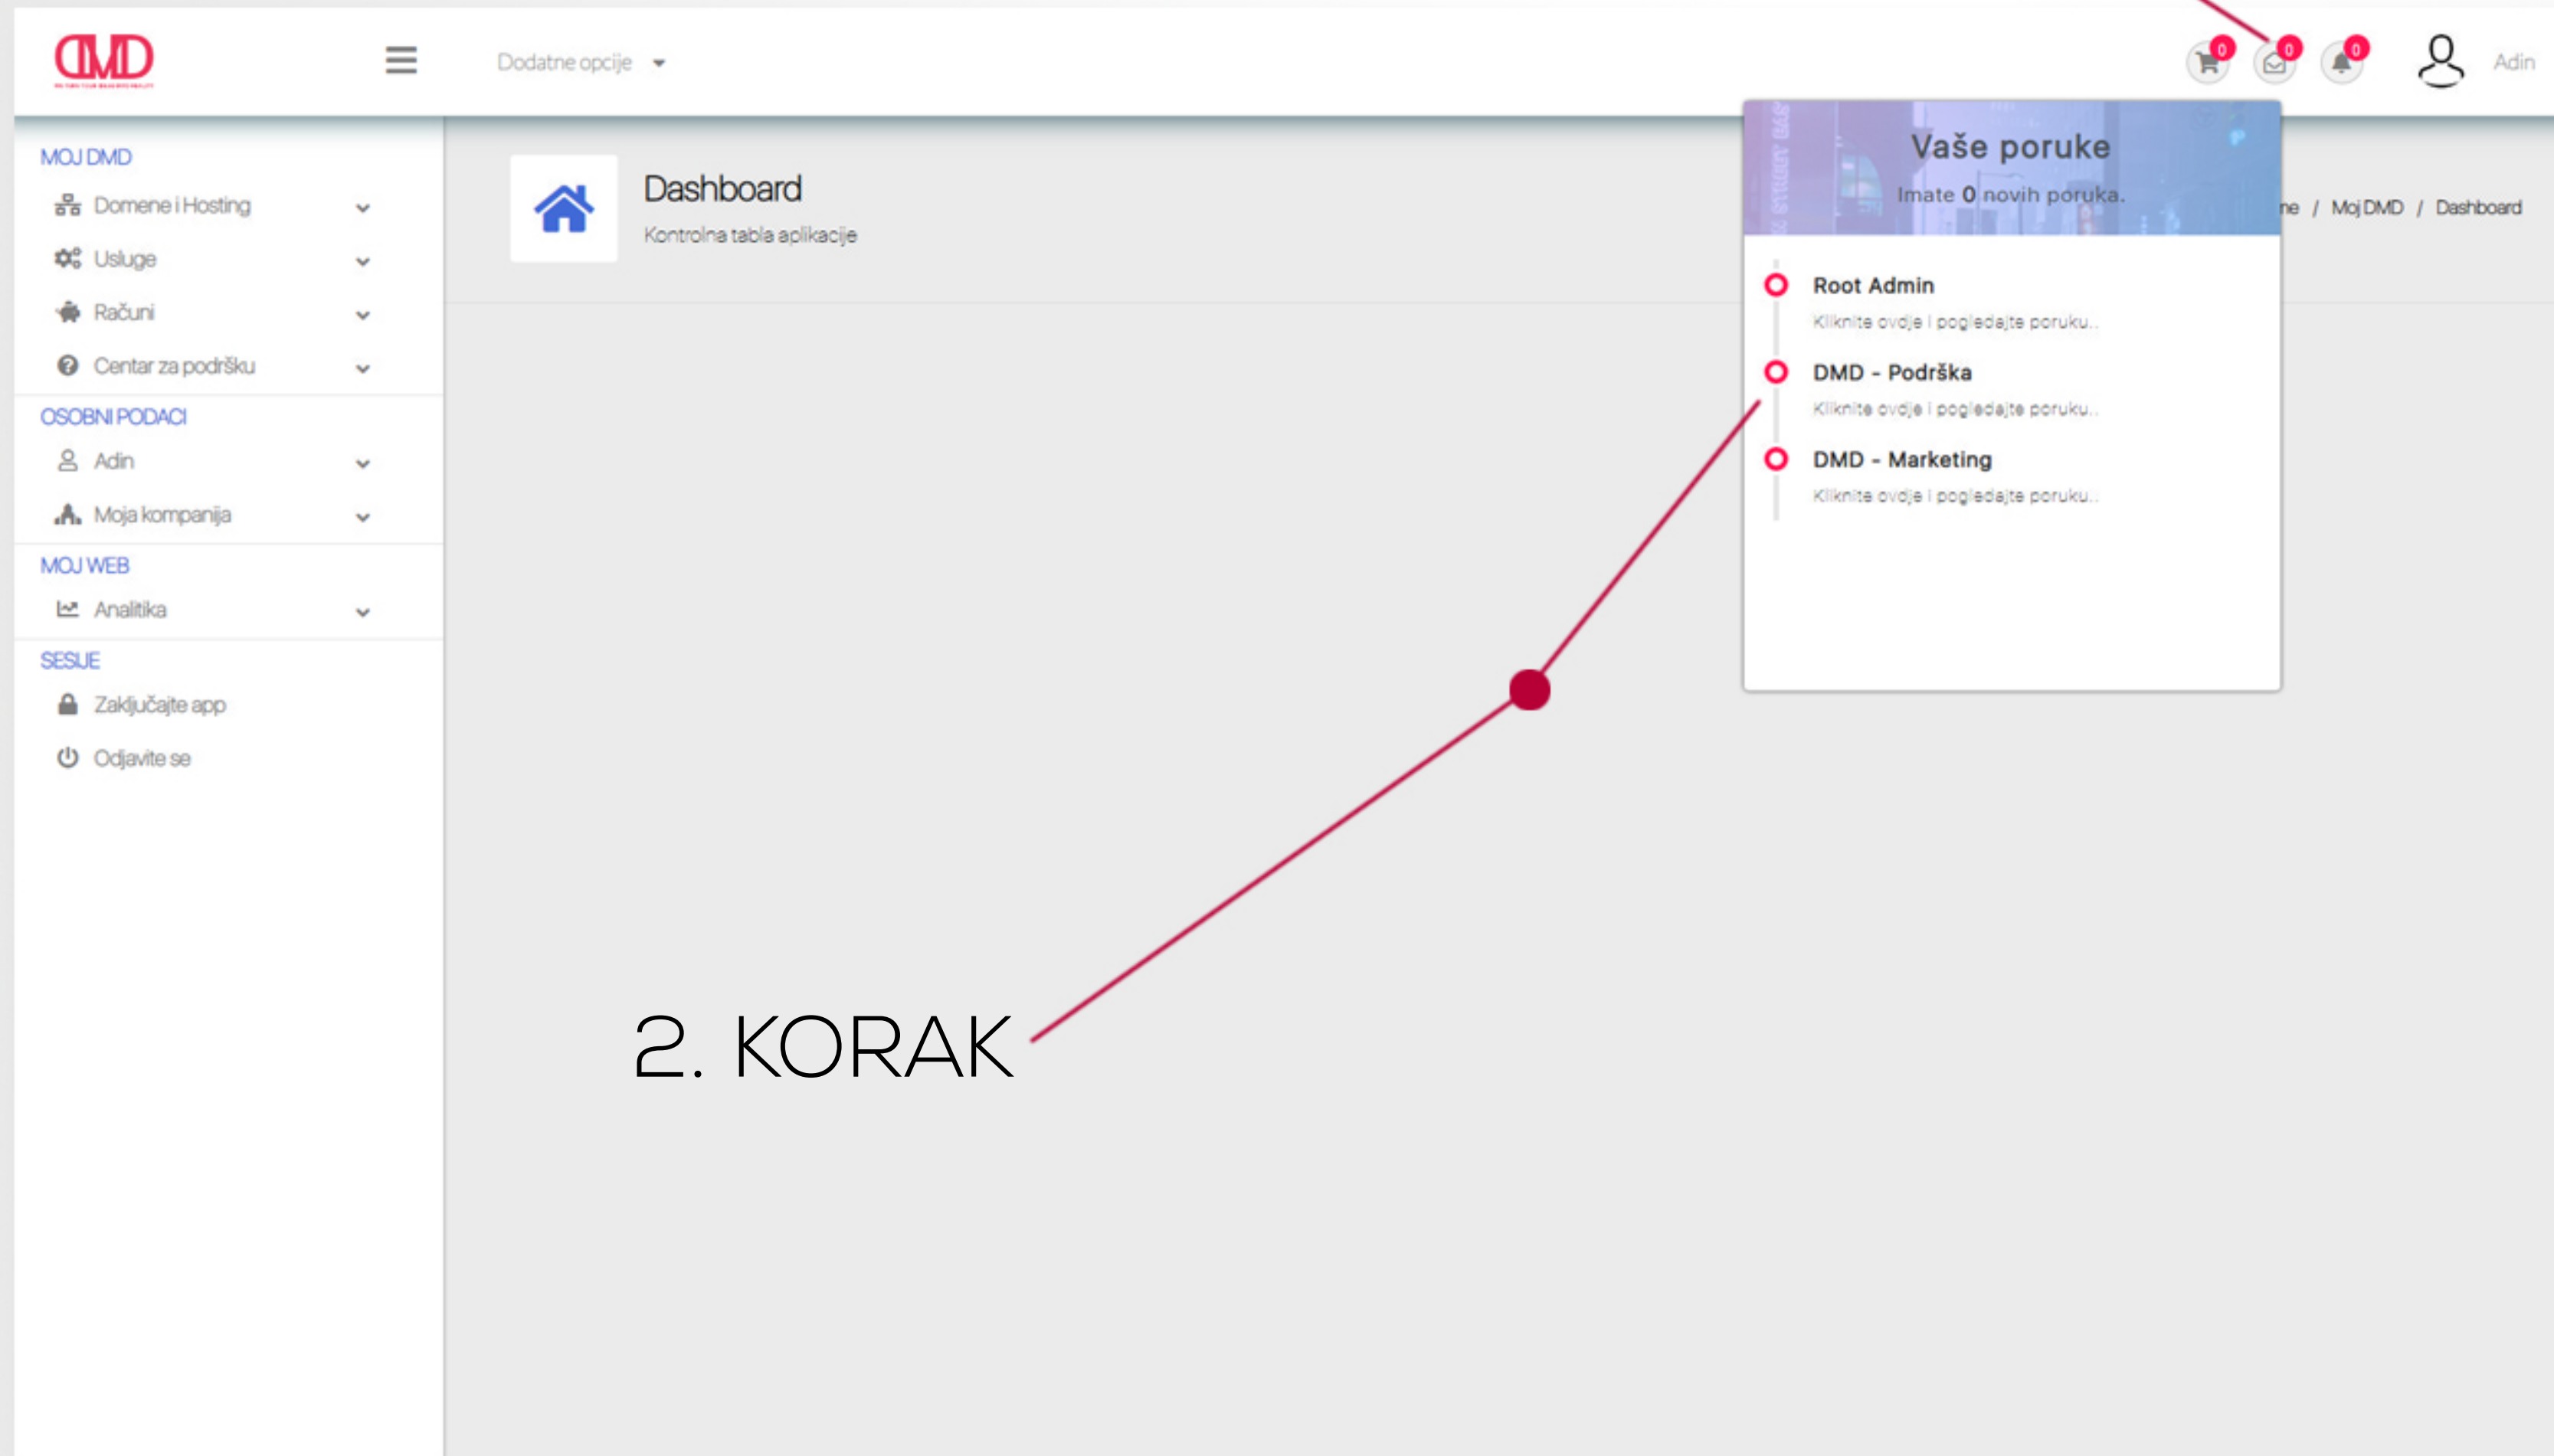 DMD
Dodatne opcije
0
0
0
Adin
MOJ DMD
Domene i Hosting
Usluge
Računi
Centar za podršku
OSOBNI PODACI
Adin
Moja kompanija
MOJ WEB
Analitika
SESIJE
Zaključajte app
Odjavite se
Dashboard
Kontrolna tabla aplikacije
Moj DMD / Dashboard
Vaše poruke
Imate 0 novih poruka.
Root Admin
Kliknite ovdje i pogledajte poruku..
DMD - Podrška
Kliknite ovdje i pogledajte poruku..
DMD - Marketing
Kliknite ovdje i pogledajte poruku..
2. KORAK